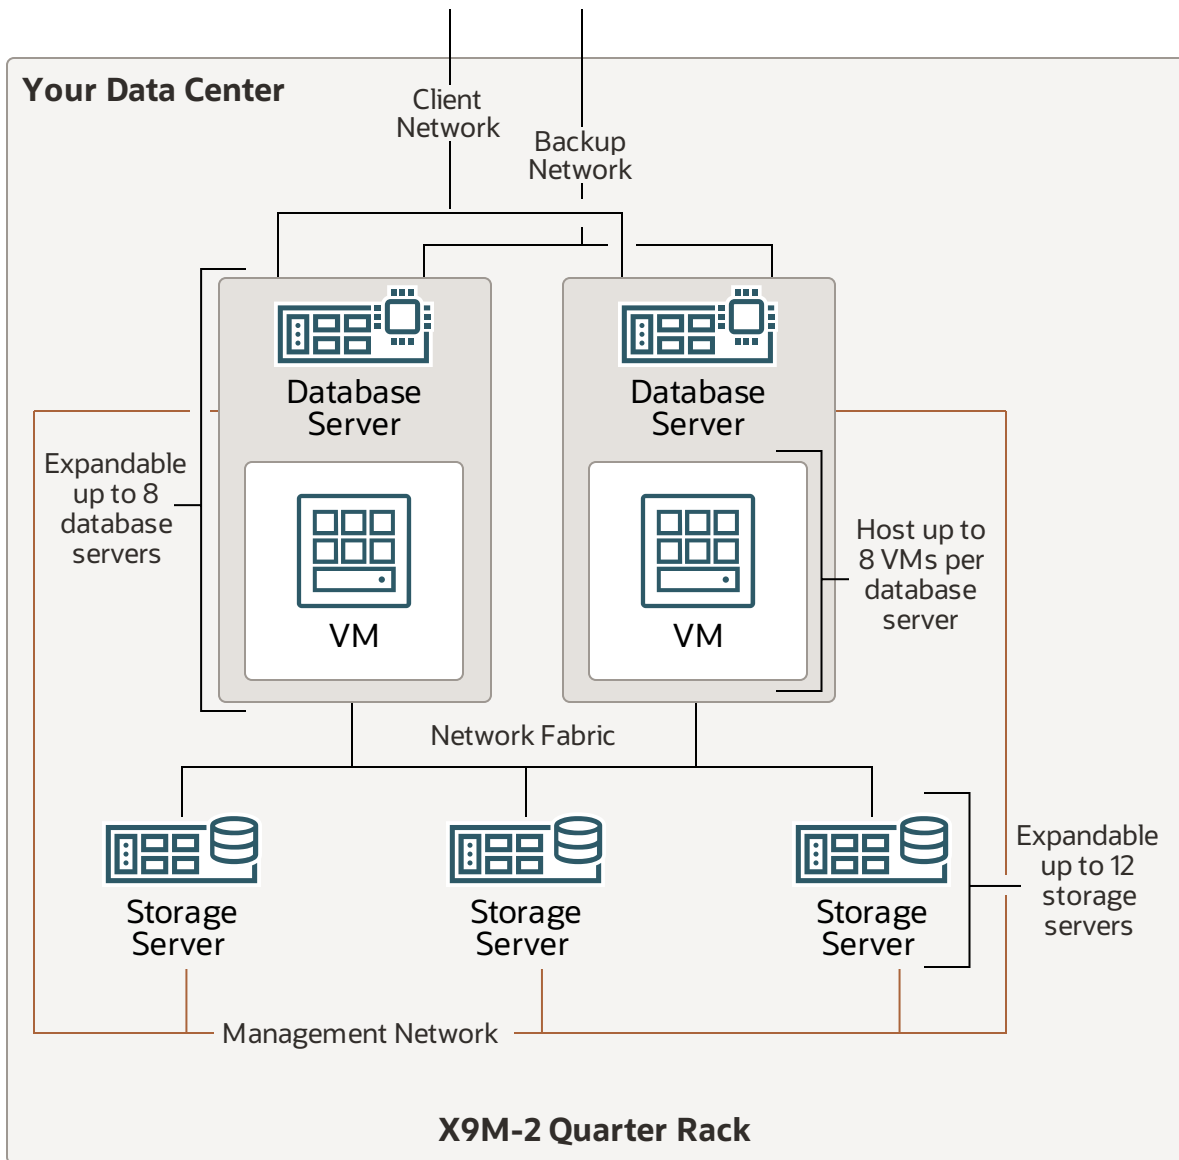 Your Data Center
Client
Network
Backup
Network
Database
Server
Database
Server
Expandable
up to 8
database
servers
Host up to
8 VMs per
database
server
VM
VM
Network Fabric
Storage
Server
Storage
Server
Storage
Server
Expandable
up to 12
storage
servers
Management Network
X9M-2 Quarter Rack